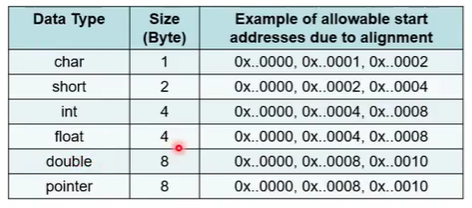 Data Type Size (Byte) Example of allowable start addresses due to alignment
char 1 0x..0000, 0x..0001, 0x..0002
short 2 0x..0000, 0x..0002, 0x..0004
int 4 0x..0000, 0x..0004, 0x..0008
float 4 0x..0000, 0x..0004, 0x..0008
double 8 0x..0000, 0x..0008, 0x..0010
pointer 8 0x..0000, 0x..0008, 0x..0010